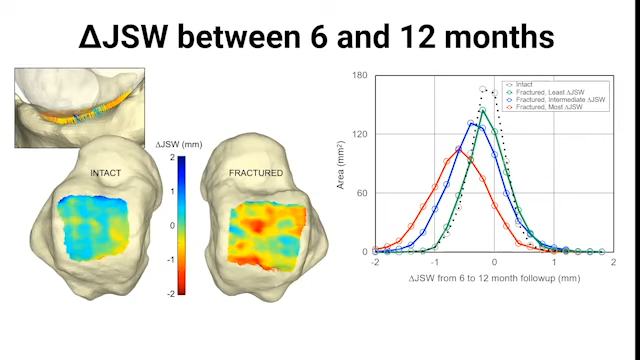 ΔJSW between 6 and 12 months
INTACT
ΔJSW (mm)
2
1
0
-1
-2
FRACTURED
180
120
60
0
Area (mm²)
Intact
Fractured, Least ΔJSW
Fractured, Intermediate ΔJSW
Fractured, Most ΔJSW
-2
-1
0
1
2
ΔJSW from 6 to 12 month followup (mm)